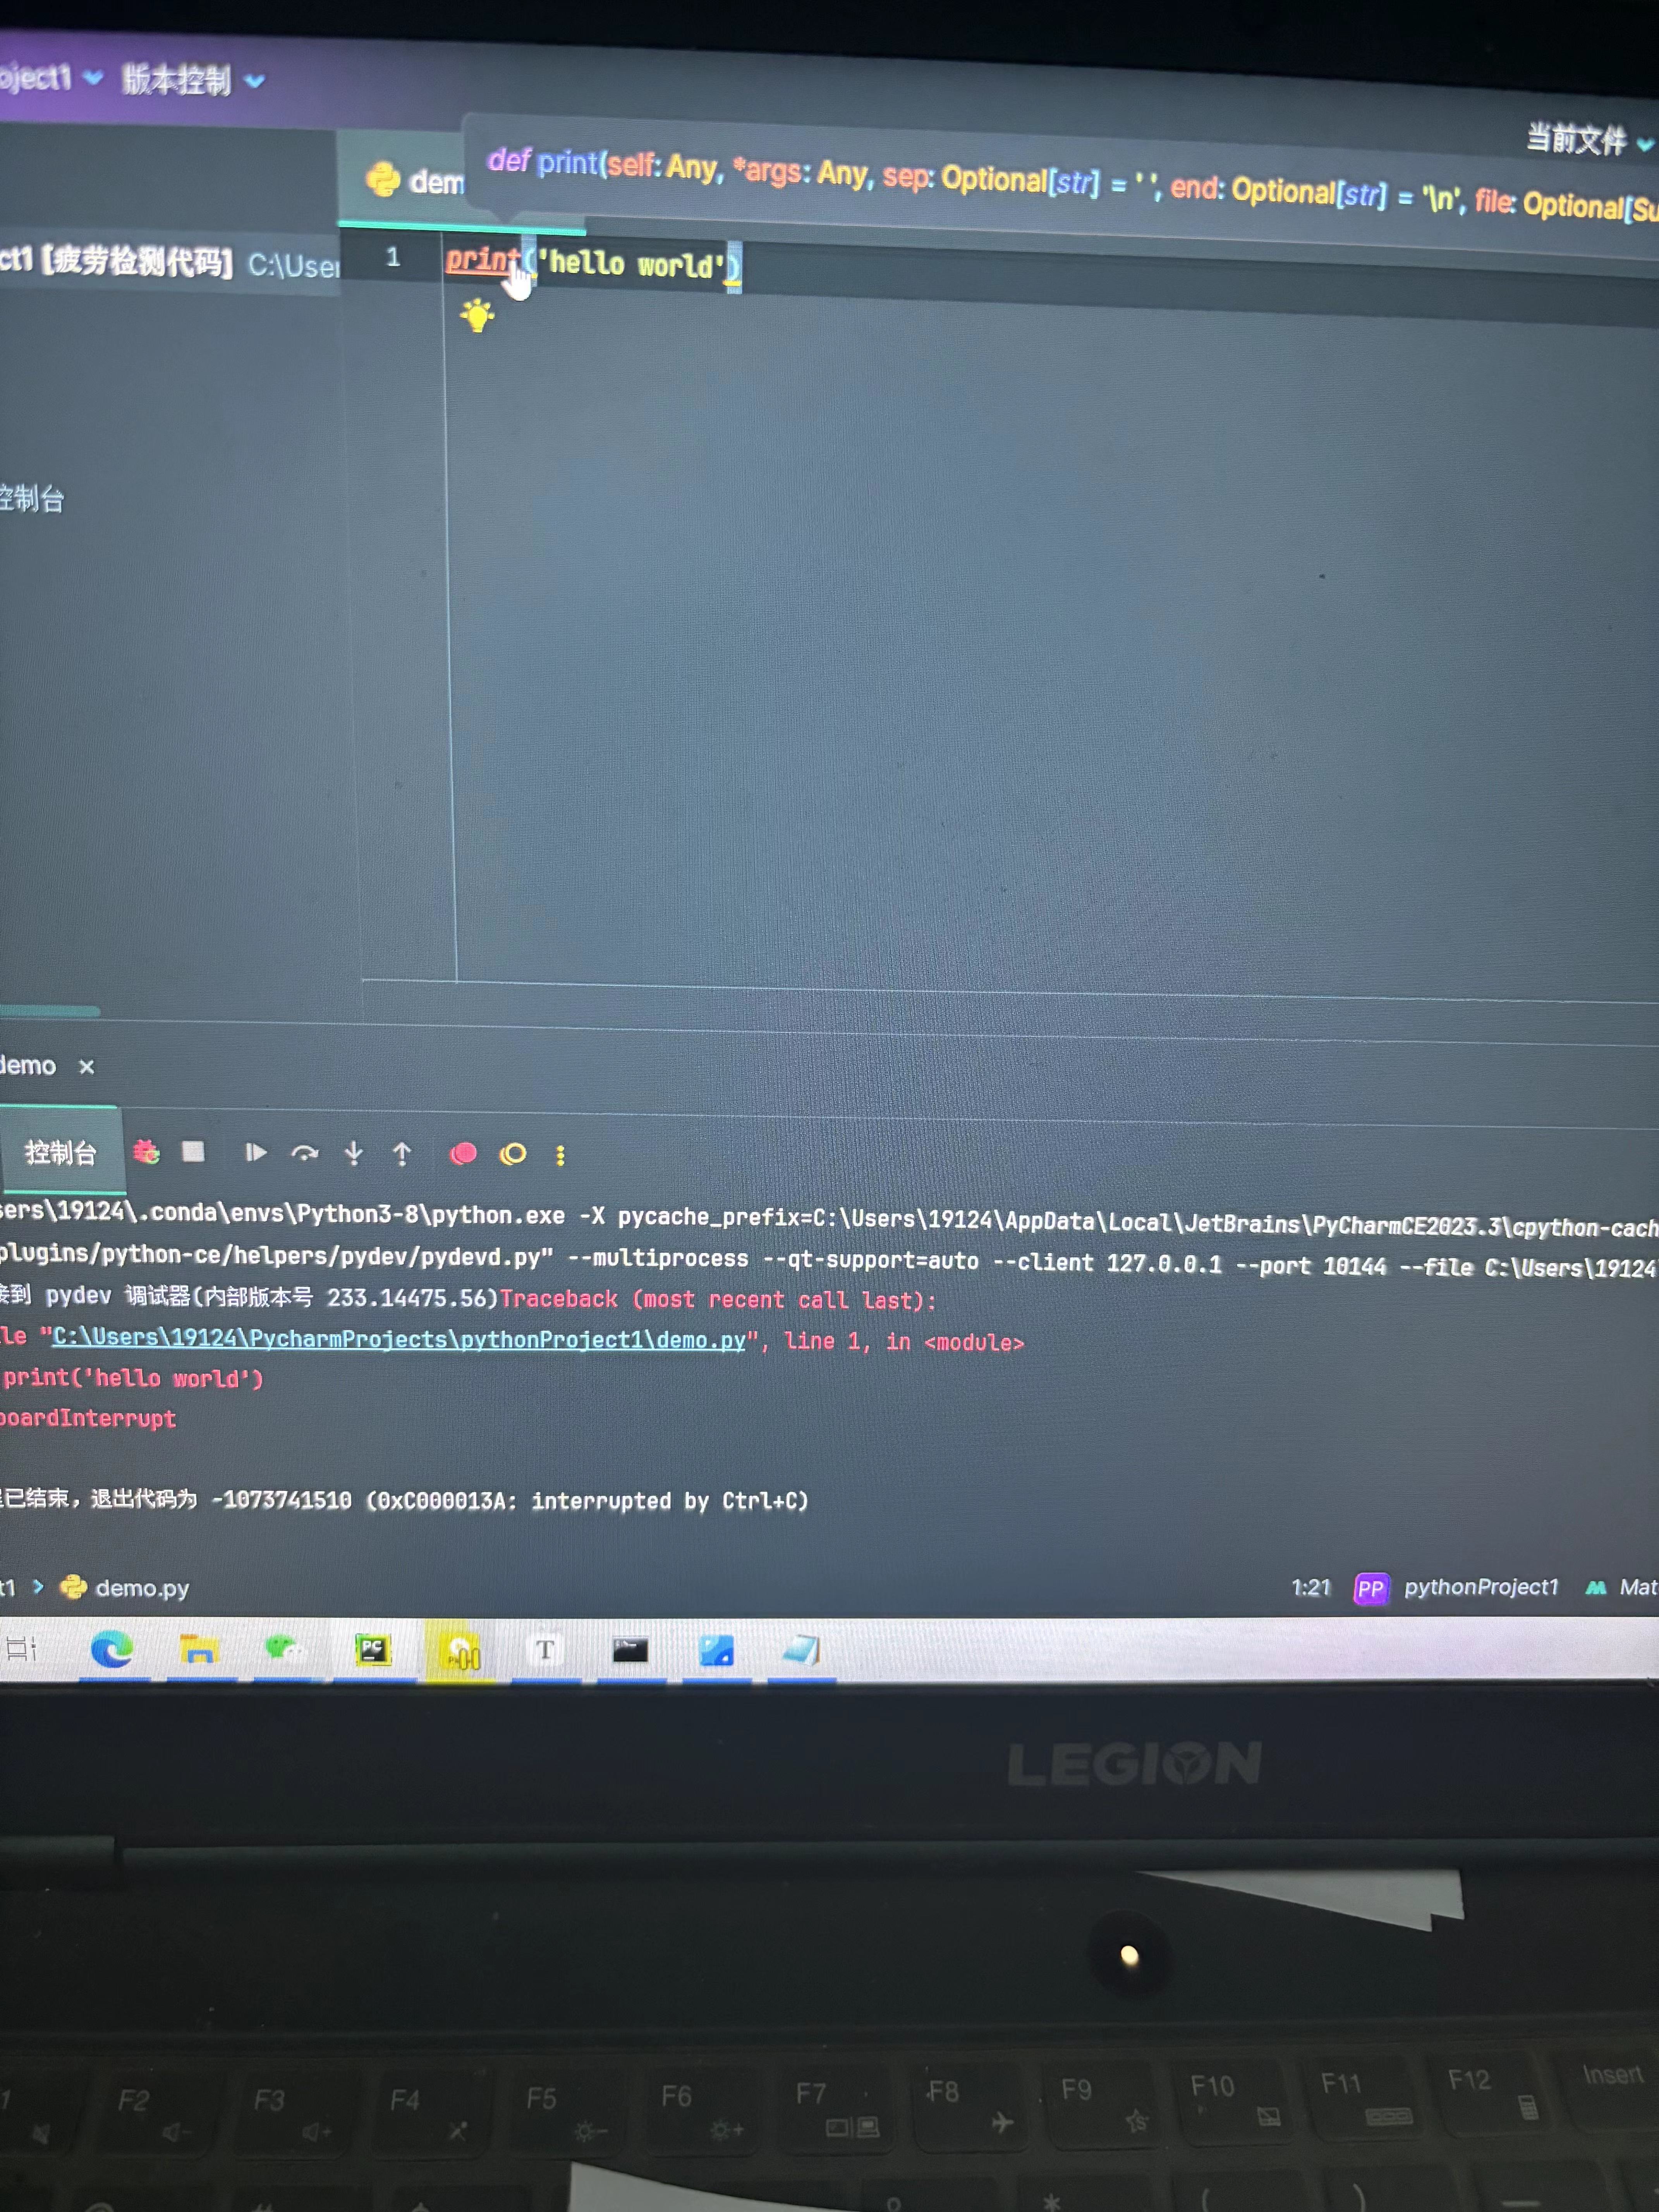 oject1 版本控制
当前文件
dem
def print(self: Any, *args: Any, sep: Optional[str] = ' ', end: Optional[str] = '\n', file: Optional[Su
ct1 [疲劳检测代码] C:\User
1 print('hello world')
控制台
demo ×
控制台
sers\19124\.conda\envs\Python3-8\python.exe -X pycache_prefix=C:\Users\19124\AppData\Local\JetBrains\PyCharmCE2023.3\cpython-cach
plugins/python-ce/helpers/pydev/pydevd.py" --multiprocess --qt-support=auto --client 127.0.0.1 --port 10144 --file C:\Users\19124
接到 pydev 调试器(内部版本号 233.14475.56)Traceback (most recent call last):
le "C:\Users\19124\PycharmProjects\pythonProject1\demo.py", line 1, in <module>
print('hello world')
boardInterrupt
已结束，退出代码为 -1073741510 (0xC000013A: interrupted by Ctrl+C)
t1 > demo.py
1:21 PP pythonProject1 Mat
PC T
LEGION
1 F2 F3 F4 F5 F6 F7 F8 F9 F10 F11 F12 Insert